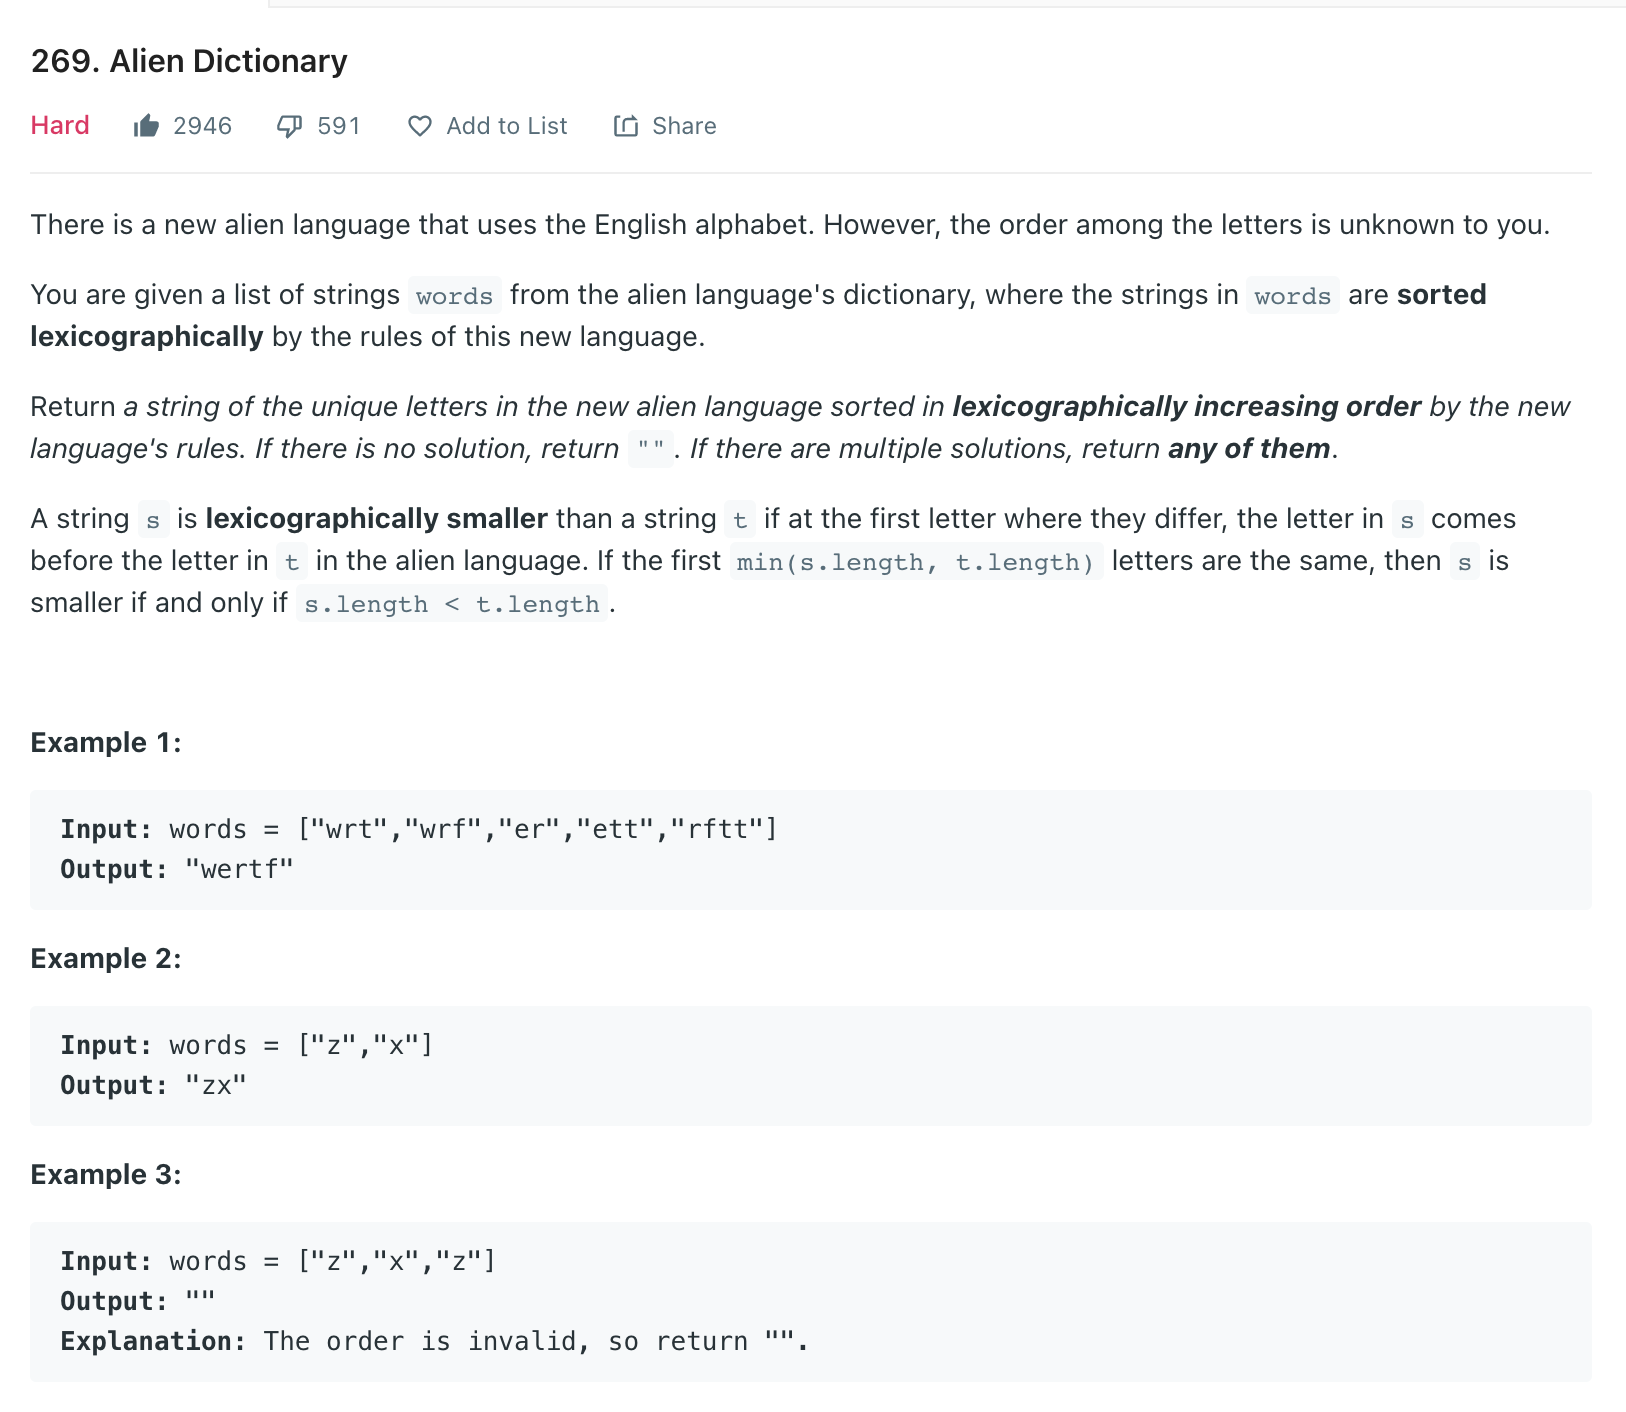 269. Alien Dictionary
Hard 2946 591 Add to List Share
There is a new alien language that uses the English alphabet. However, the order among the letters is unknown to you.
You are given a list of strings words from the alien language's dictionary, where the strings in words are sorted
lexicographically by the rules of this new language.
Return a string of the unique letters in the new alien language sorted in lexicographically increasing order by the new
language's rules. If there is no solution, return "". If there are multiple solutions, return any of them.
A string s is lexicographically smaller than a string t if at the first letter where they differ, the letter in s comes
before the letter in t in the alien language. If the first min(s.length, t.length) letters are the same, then s is
smaller if and only if s.length < t.length.
Example 1:
Input: words = ["wrt","wrf","er","ett","rftt"]
Output: "wertf"
Example 2:
Input: words = ["z","x"]
Output: "zx"
Example 3:
Input: words = ["z","x","z"]
Output: ""
Explanation: The order is invalid, so return "".